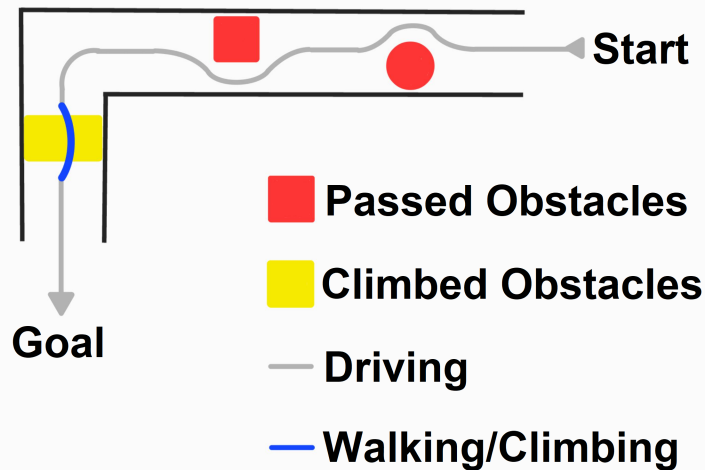 Start
Passed Obstacles
Climbed Obstacles
Goal
Driving
Walking/Climbing